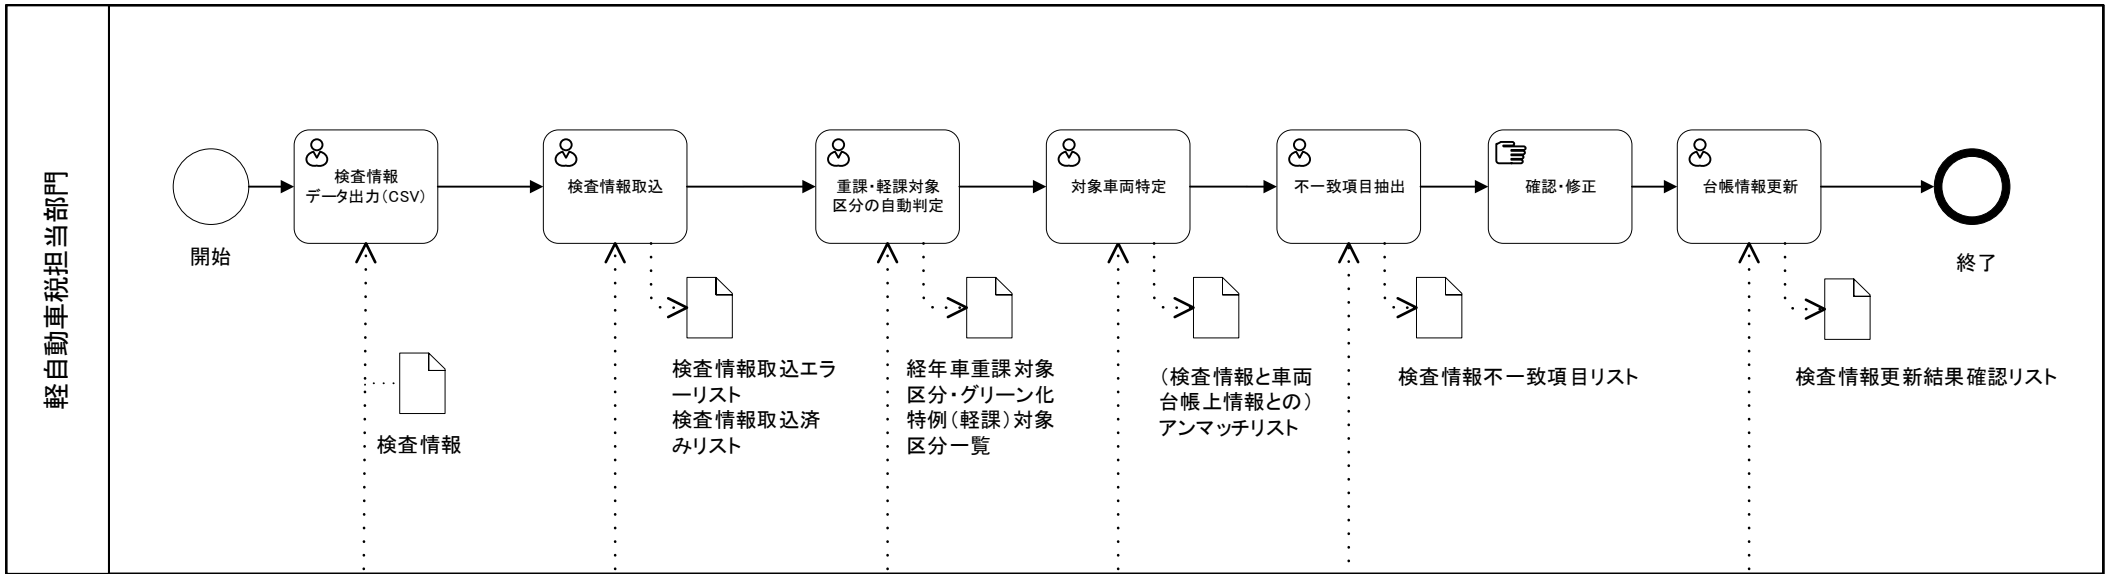 軽自動車税担当部門
開始
検査情報
データ出力(CSV)
検査情報取込
重課・軽課対象
区分の自動判定
対象車両特定
不一致項目抽出
確認・修正
台帳情報更新
終了
検査情報
検査情報取込エラ
ーリスト
検査情報取込済
みリスト
経年車重課対象
区分・グリーン化
特例(軽課)対象
区分一覧
(検査情報と車両
台帳上情報との)
アンマッチリスト
検査情報不一致項目リスト
検査情報更新結果確認リスト